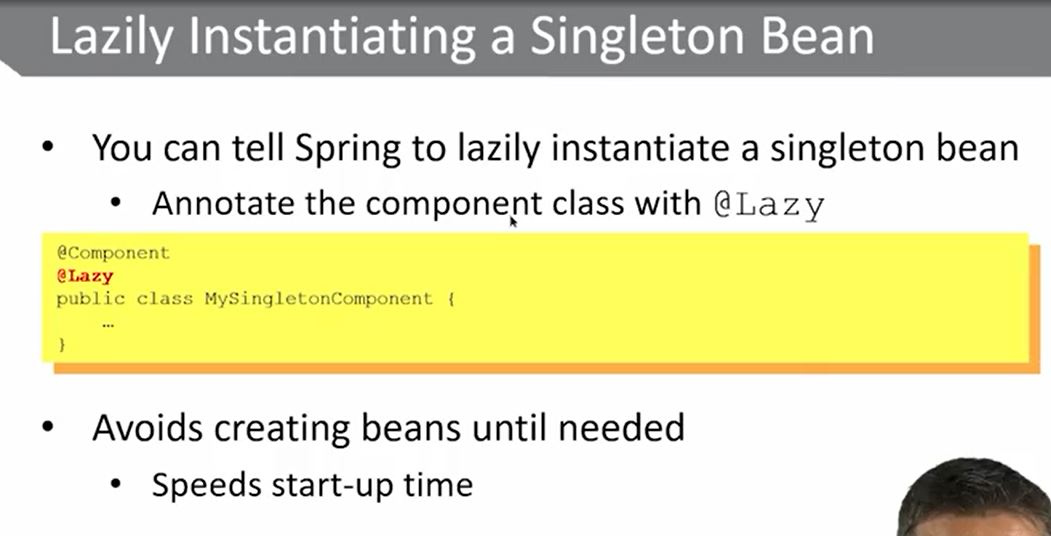 Lazily Instantiating a Singleton Bean
• You can tell Spring to lazily instantiate a singleton bean
• Annotate the component class with @Lazy
@Component
@Lazy
public class MySingletonComponent {
…
}
• Avoids creating beans until needed
• Speeds start-up time